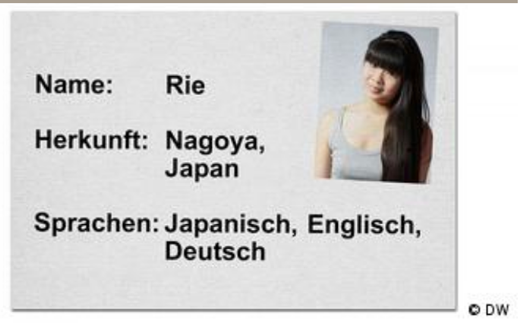 Name: Rie
Herkunft: Nagoya,
Japan
Sprachen: Japanisch, Englisch,
Deutsch
© DW